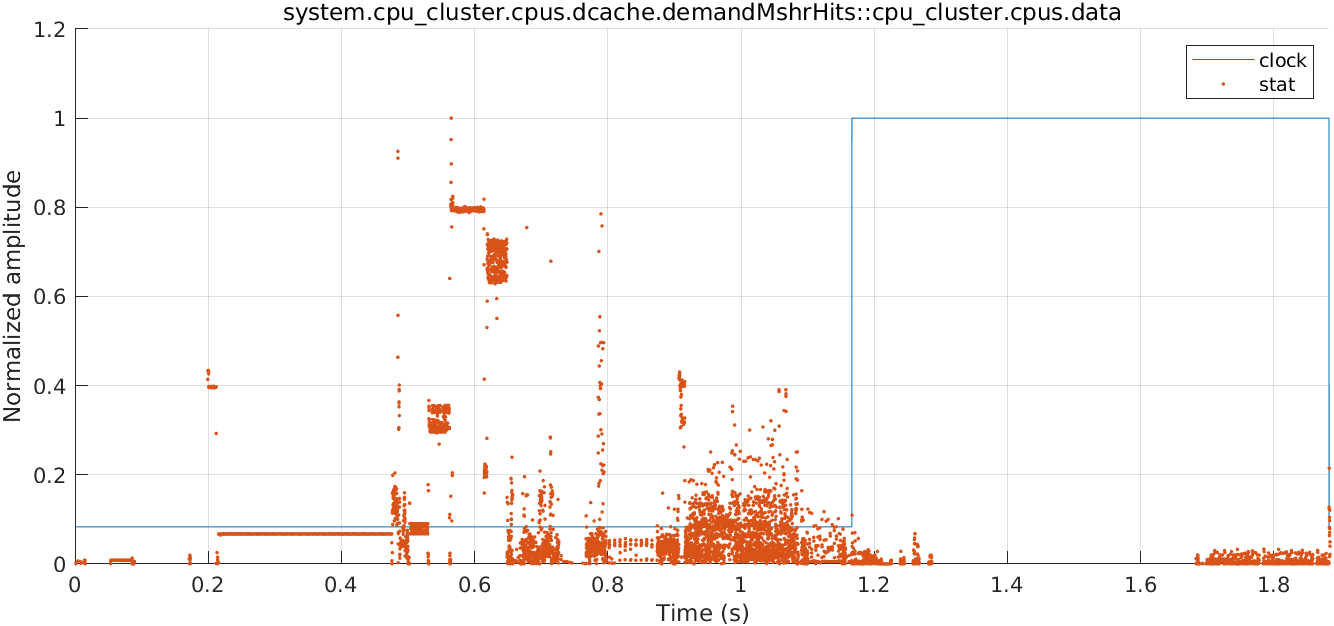 system.cpu_cluster.cpus.dcache.demandMshrHits::cpu_cluster.cpus.data
1.2
1
0.8
0.6
0.4
0.2
0
Normalized amplitude
clock
stat
0 0.2 0.4 0.6 0.8 1 1.2 1.4 1.6 1.8
Time (s)